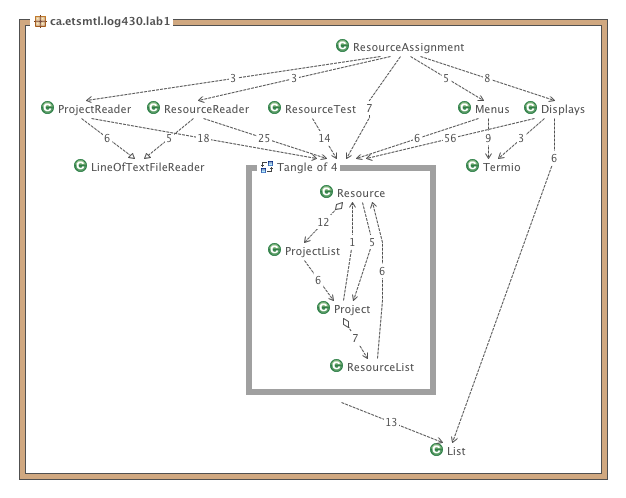 ca.etsmtl.log430.lab1
C ResourceAssignment
3 3 7 5 8
C ProjectReader C ResourceReader C ResourceTest C Menus C Displays
6 18 5 25 14 6 56 9 3 6
C LineOfTextFileReader C Termio
Tangle of 4
C Resource
12
1 5
C ProjectList
6 6
C Project
7
C ResourceList
13
C List